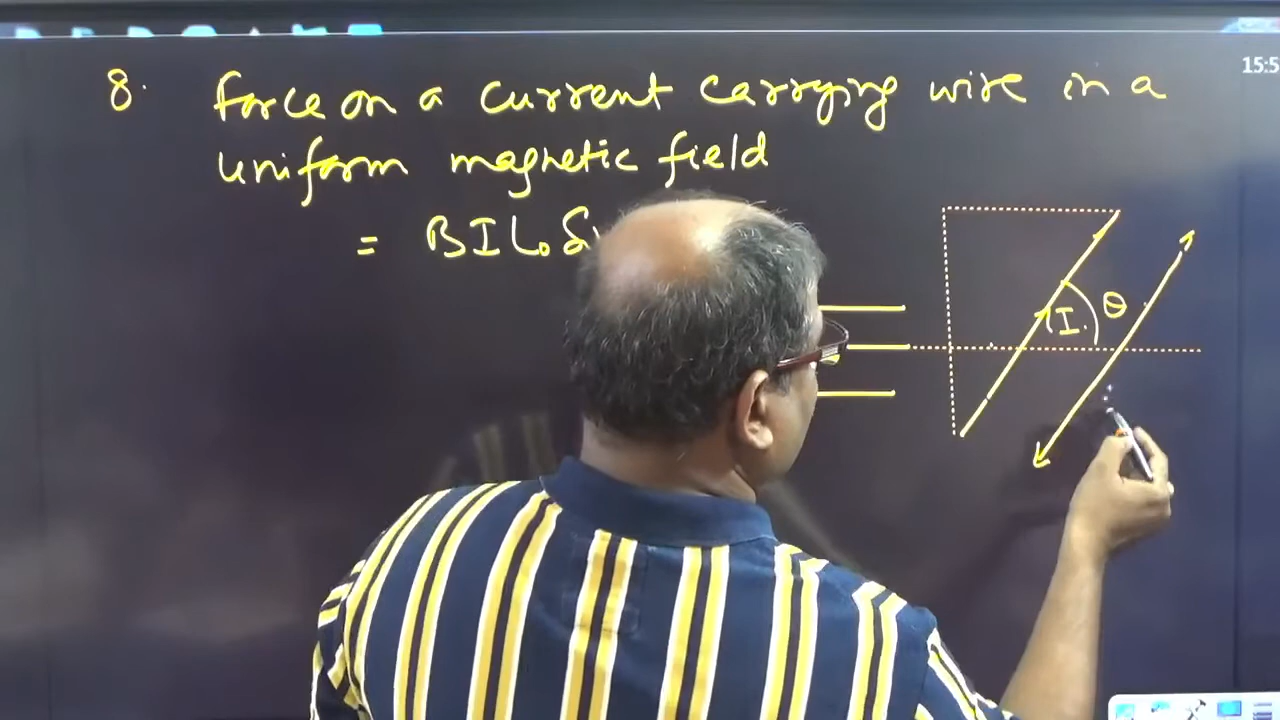 8. Force on a current carrying wire in a
uniform magnetic field
= BIL
I. θ
15:5